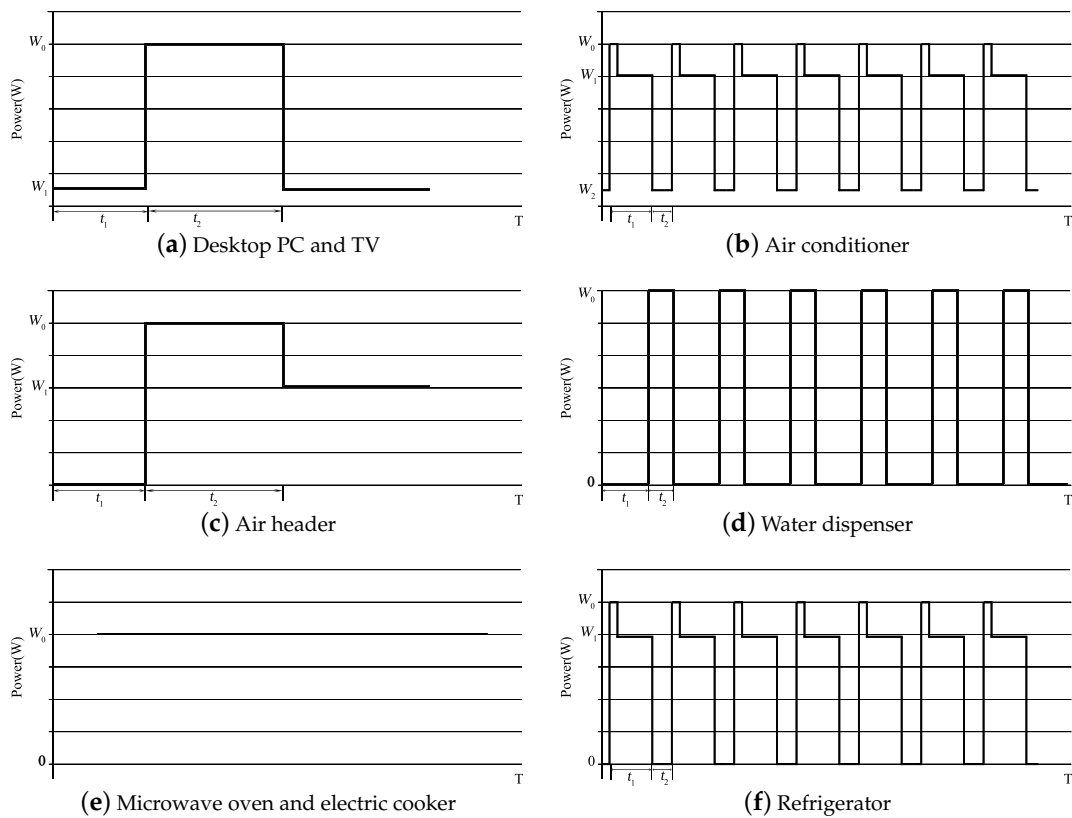 W₀
Power(W)
W₁
t₁
t₂
T
(a) Desktop PC and TV
W₀
W₁
Power(W)
W₂
t₁
t₂
T
(b) Air conditioner
W₀
Power(W)
W₁
t₁
t₂
T
(c) Air header
W₀
Power(W)
0
t₁
t₂
T
(d) Water dispenser
W₀
Power(W)
0
T
(e) Microwave oven and electric cooker
W₀
W₁
Power(W)
0
t₁
t₂
T
(f) Refrigerator